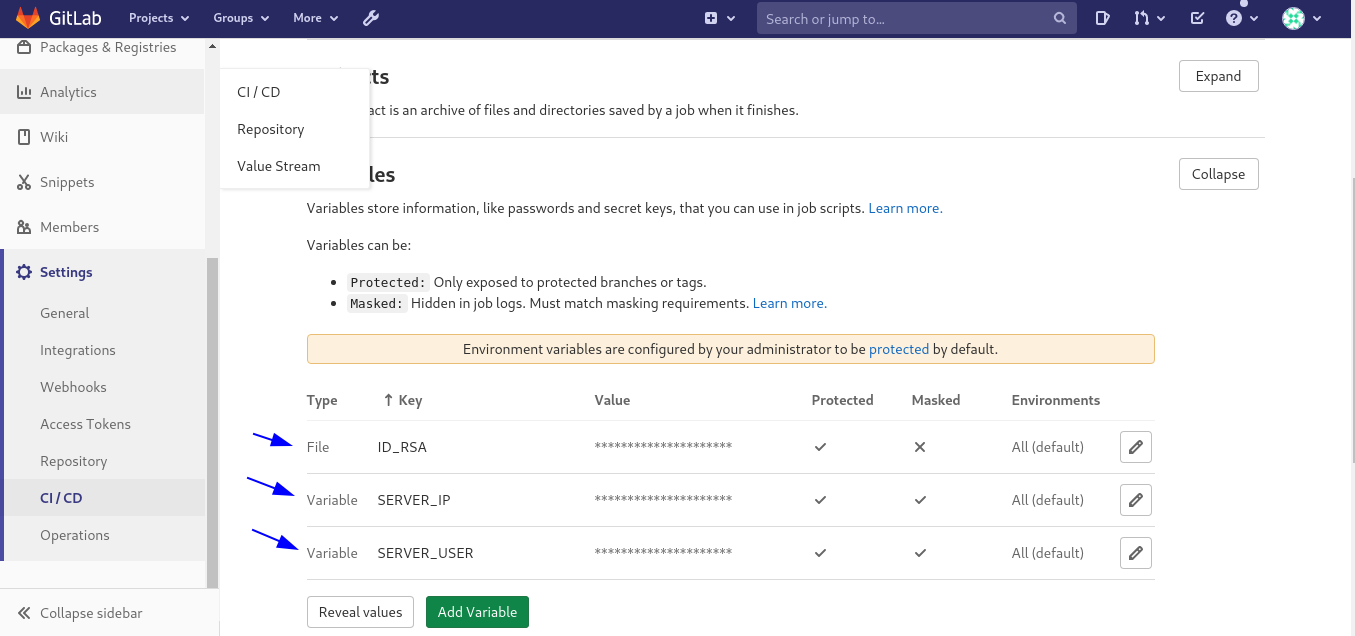 GitLab Projects Groups More Search or jump to...
Packages & Registries
Analytics
Wiki
Snippets
Members
Settings
General
Integrations
Webhooks
Access Tokens
Repository
CI / CD
Operations
Collapse sidebar
CI / CD
Repository
Value Stream
cts
Expand
act is an archive of files and directories saved by a job when it finishes.
les
Collapse
Variables store information, like passwords and secret keys, that you can use in job scripts. Learn more.
Variables can be:
Protected: Only exposed to protected branches or tags.
Masked: Hidden in job logs. Must match masking requirements. Learn more.
Environment variables are configured by your administrator to be protected by default.
Type ↑ Key Value Protected Masked Environments
File ID_RSA ********************* ✓ ✕ All (default)
Variable SERVER_IP ********************* ✓ ✓ All (default)
Variable SERVER_USER ********************* ✓ ✓ All (default)
Reveal values Add Variable